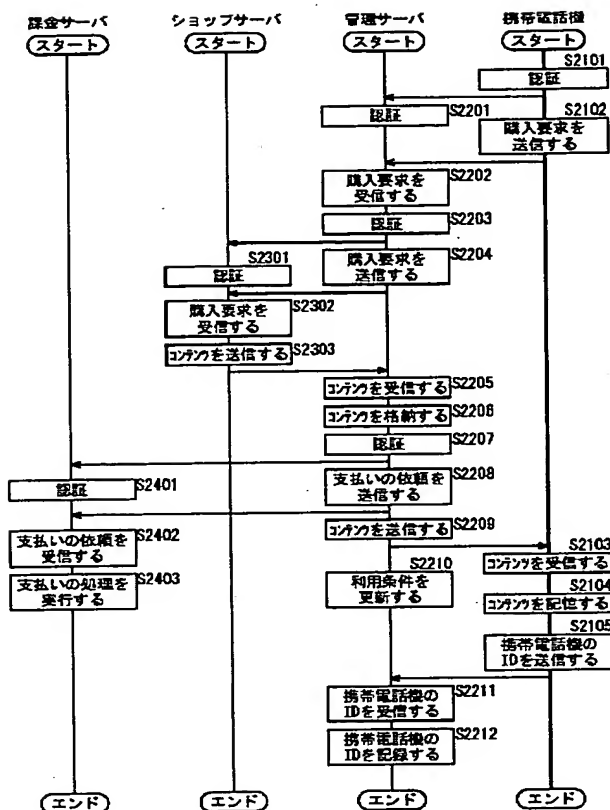 課金サーバ
ショップサーバ
管理サーバ
携帯電話機
スタート
スタート
スタート
スタート
S2101
認証
S2201
認証
S2102
購入要求を
送信する
S2202
購入要求を
受信する
S2203
認証
S2301
認証
S2204
購入要求を
送信する
S2302
購入要求を
受信する
S2303
コンテンツを送信する
S2205
コンテンツを受信する
S2206
コンテンツを格納する
S2207
認証
S2401
認証
S2208
支払いの依頼を
送信する
S2402
支払いの依頼を
受信する
S2209
コンテンツを送信する
S2103
コンテンツを受信する
S2403
支払いの処理を
実行する
S2210
利用条件を
更新する
S2104
コンテンツを記憶する
S2105
携帯電話機の
IDを送信する
S2211
携帯電話機の
IDを受信する
S2212
携帯電話機の
IDを記録する
エンド
エンド
エンド
エンド